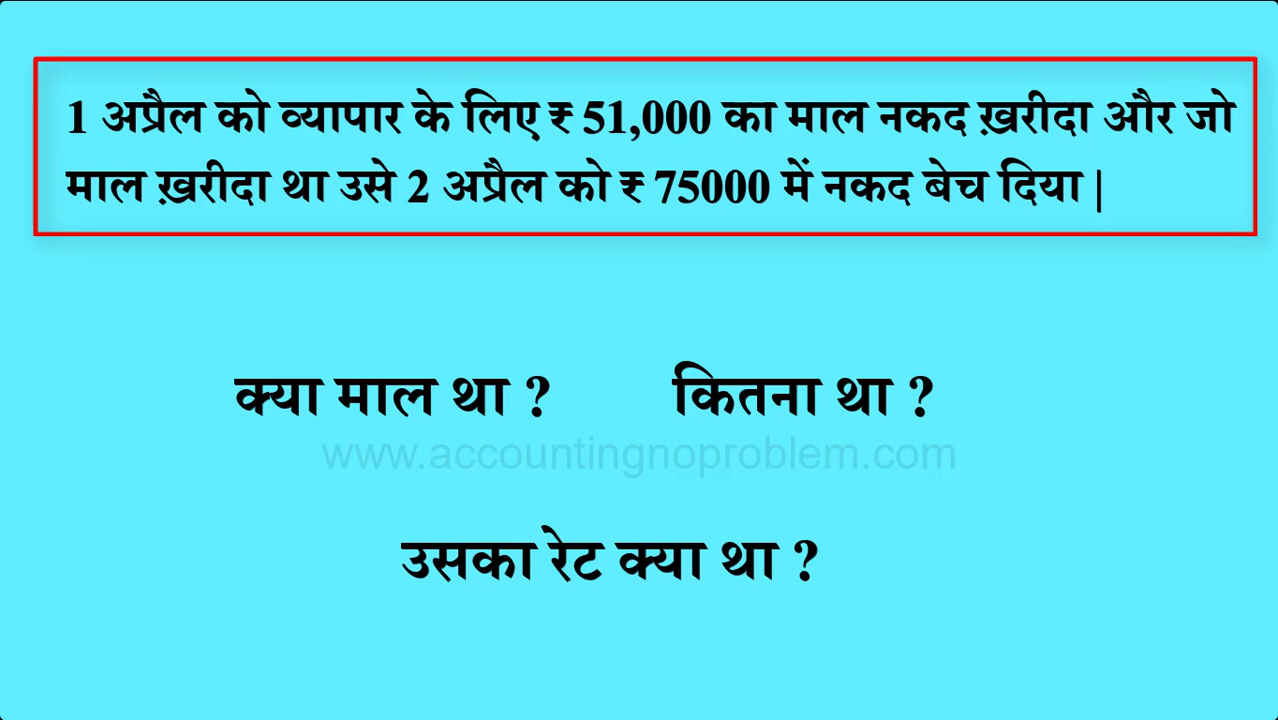 1 अप्रैल को व्यापार के लिए ₹ 51,000 का माल नकद ख़रीदा और जो
माल ख़रीदा था उसे 2 अप्रैल को ₹ 75000 में नकद बेच दिया |
क्या माल था ? कितना था ?
www.accountingnoproblem.com
उसका रेट क्या था ?